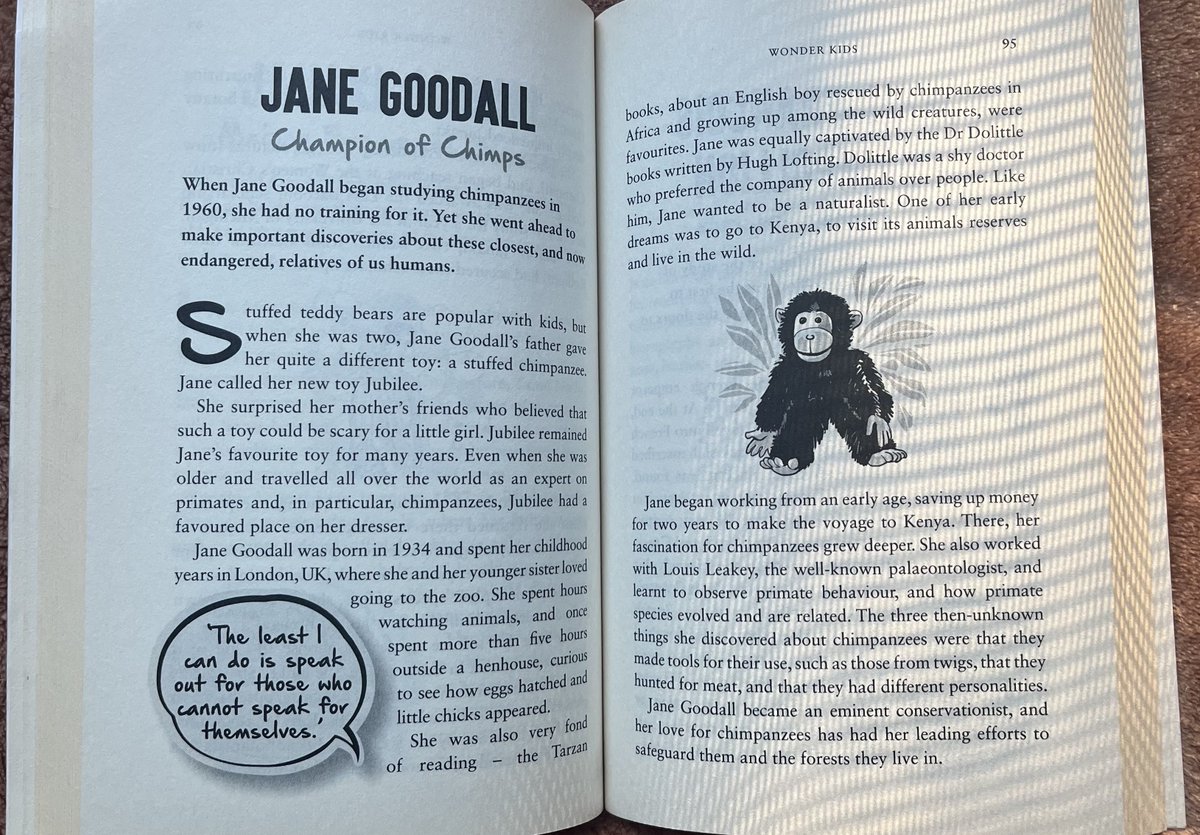 JANE GOODALL
Champion of Chimps
When Jane Goodall began studying chimpanzees in
1960, she had no training for it. Yet she went ahead to
make important discoveries about these closest, and now
endangered, relatives of us humans.
Stuffed teddy bears are popular with kids, but
when she was two, Jane Goodall's father gave
her quite a different toy: a stuffed chimpanzee.
Jane called her new toy Jubilee.
She surprised her mother's friends who believed that
such a toy could be scary for a little girl. Jubilee remained
Jane's favourite toy for many years. Even when she was
older and travelled all over the world as an expert on
primates and, in particular, chimpanzees, Jubilee had a
favoured place on her dresser.
Jane Goodall was born in 1934 and spent her childhood
years in London, UK, where she and her younger sister loved
going to the zoo. She spent hours
watching animals, and once
spent more than five hours
outside a henhouse, curious
to see how eggs hatched and
little chicks appeared.
She was also very fond
of reading – the Tarzan
'The least I
can do is speak
out for those who
cannot speak for
themselves.'
WONDER KIDS
95
books, about an English boy rescued by chimpanzees in
Africa and growing up among the wild creatures, were
favourites. Jane was equally captivated by the Dr Dolittle
books written by Hugh Lofting. Dolittle was a shy doctor
who preferred the company of animals over people. Like
him, Jane wanted to be a naturalist. One of her early
dreams was to go to Kenya, to visit its animals reserves
and live in the wild.
Jane began working from an early age, saving up money
for two years to make the voyage to Kenya. There, her
fascination for chimpanzees grew deeper. She also worked
with Louis Leakey, the well-known palaeontologist, and
learnt to observe primate behaviour, and how primate
species evolved and are related. The three then-unknown
things she discovered about chimpanzees were that they
made tools for their use, such as those from twigs, that they
hunted for meat, and that they had different personalities.
Jane Goodall became an eminent conservationist, and
her love for chimpanzees has had her leading efforts to
safeguard them and the forests they live in.